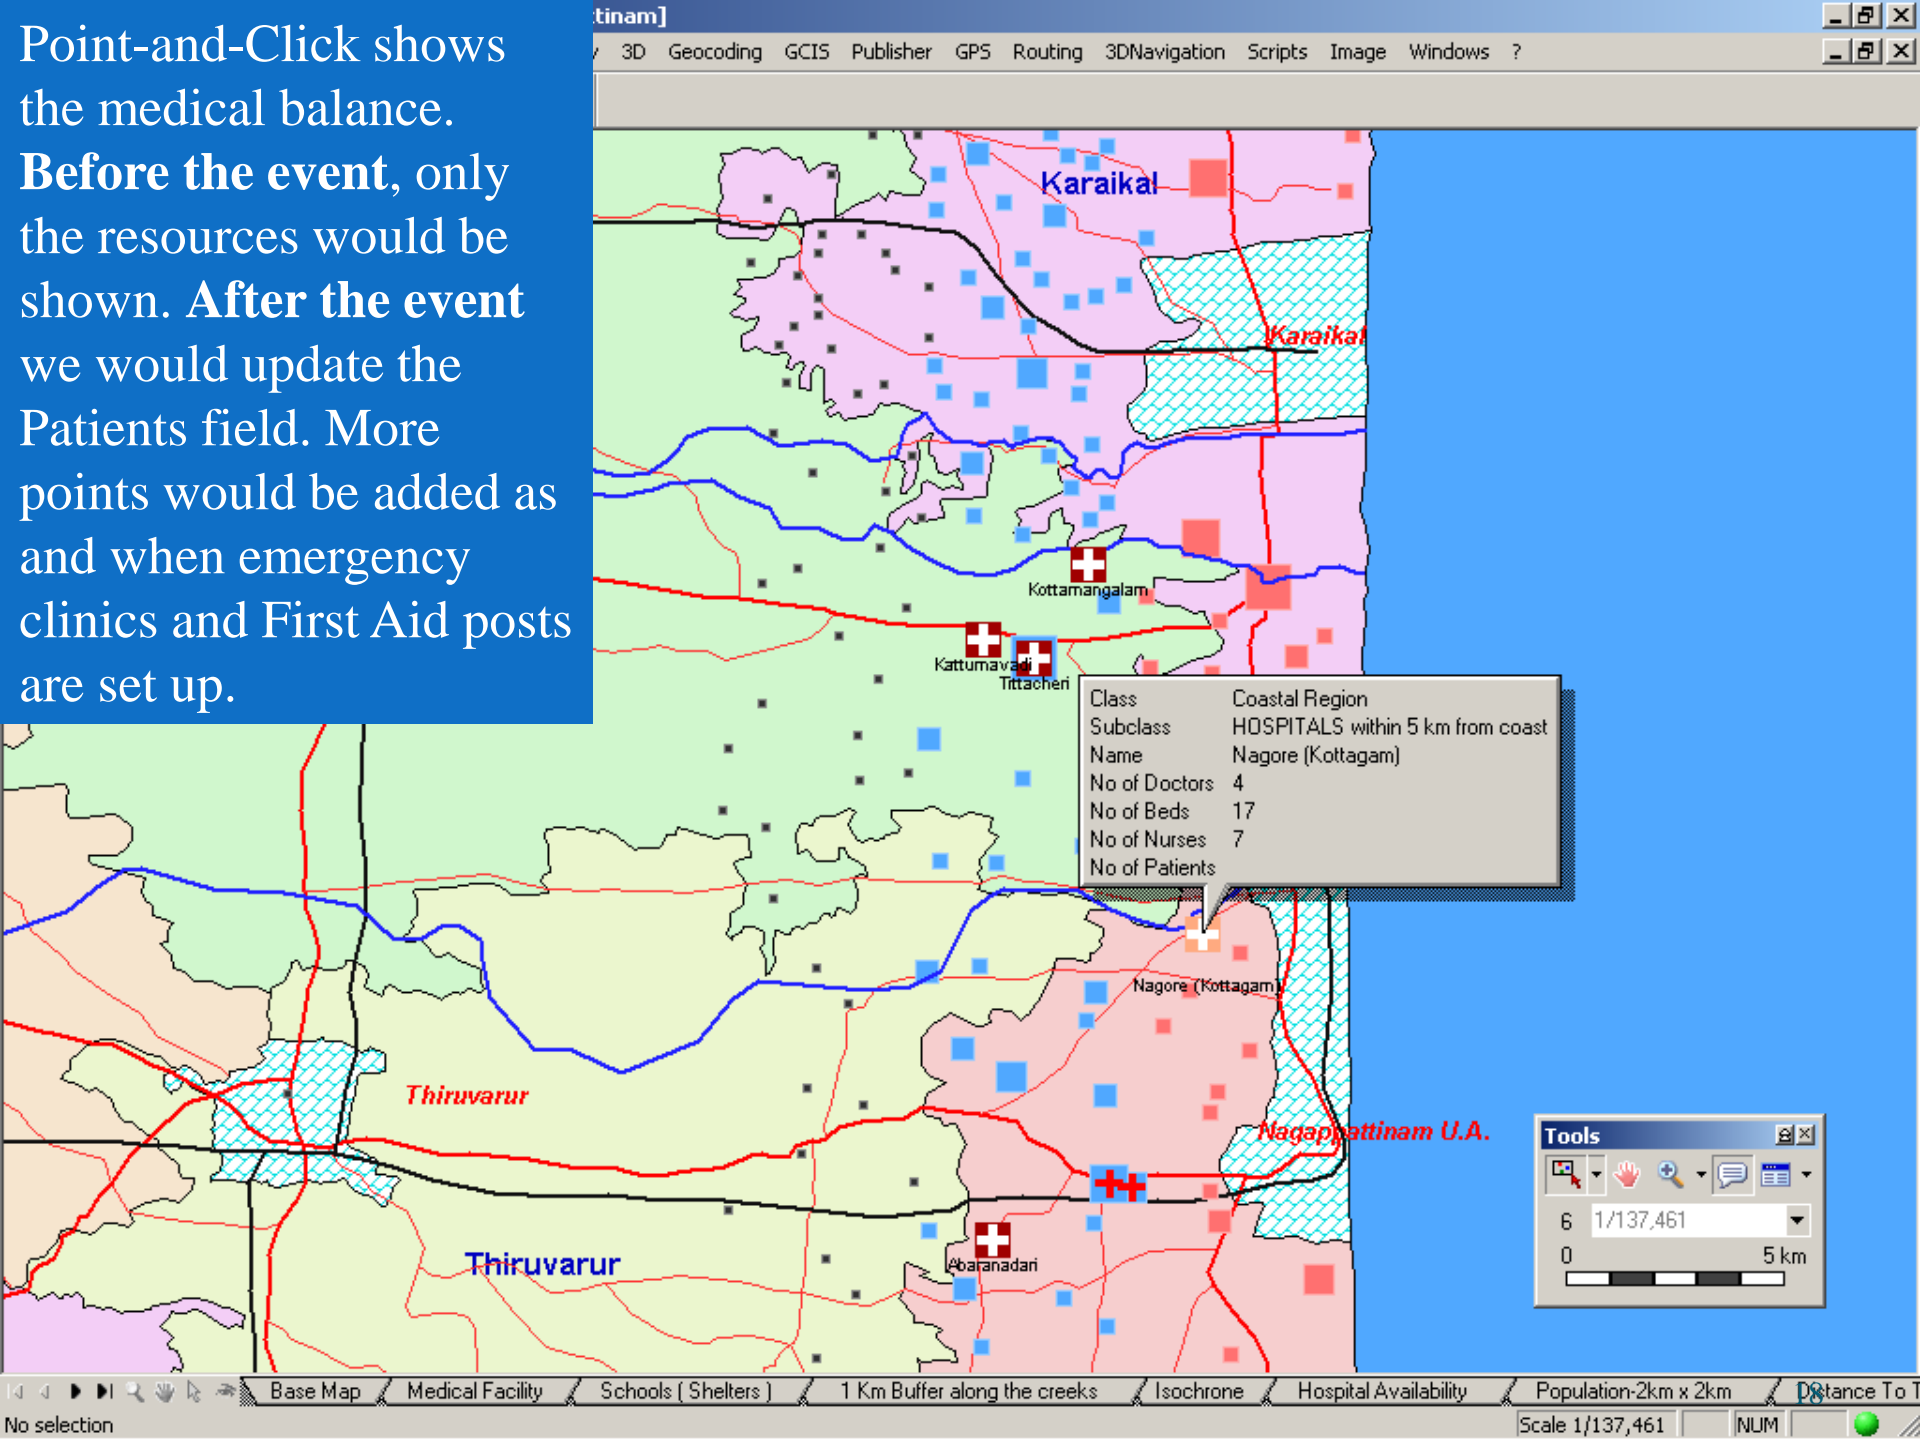 Point-and-Click shows
the medical balance.
Before the event, only
the resources would be
shown. After the event
we would update the
Patients field. More
points would be added as
and when emergency
clinics and First Aid posts
are set up.
ttinam]
3D Geocoding GCIS Publisher GPS Routing 3DNavigation Scripts Image Windows ?
Karaikal
Karaikal
Kottamangalam
Kattumavadi
Tittacheri
Class Coastal Region
Subclass HOSPITALS within 5 km from coast
Name Nagore (Kottagam)
No of Doctors 4
No of Beds 17
No of Nurses 7
No of Patients
Nagore (Kottagam)
Thiruvarur
Nagappattinam U.A.
Thiruvarur
Abaranadari
Tools
6 1/137,461
0 5 km
Base Map Medical Facility Schools ( Shelters ) 1 Km Buffer along the creeks Isochrone Hospital Availability Population-2km x 2km Distance To T
18
No selection Scale 1/137,461 NUM